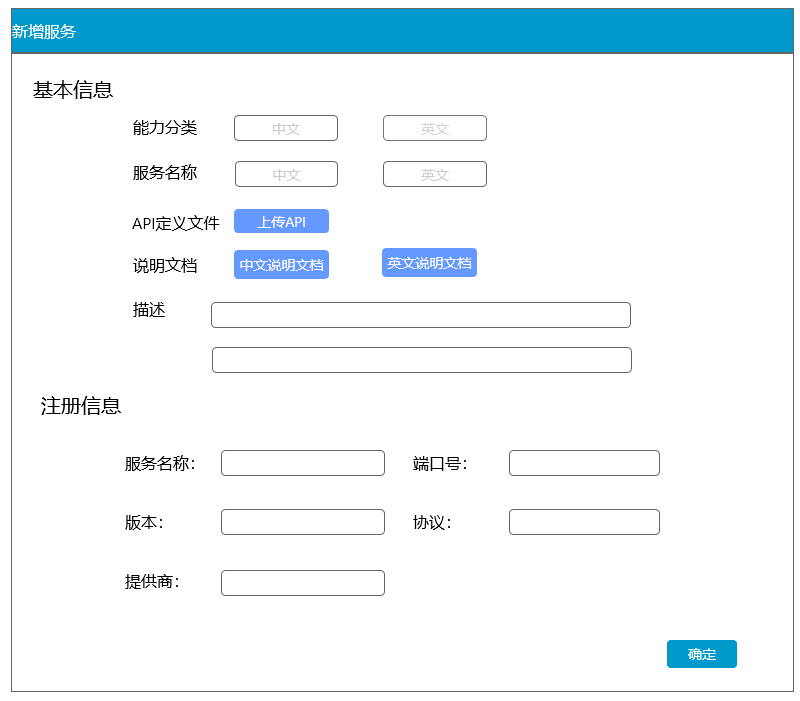 新增服务
基本信息
能力分类 中文 英文
服务名称 中文 英文
API定义文件 上传API
说明文档 中文说明文档 英文说明文档
描述
注册信息
服务名称： 端口号：
版本： 协议：
提供商：
确定